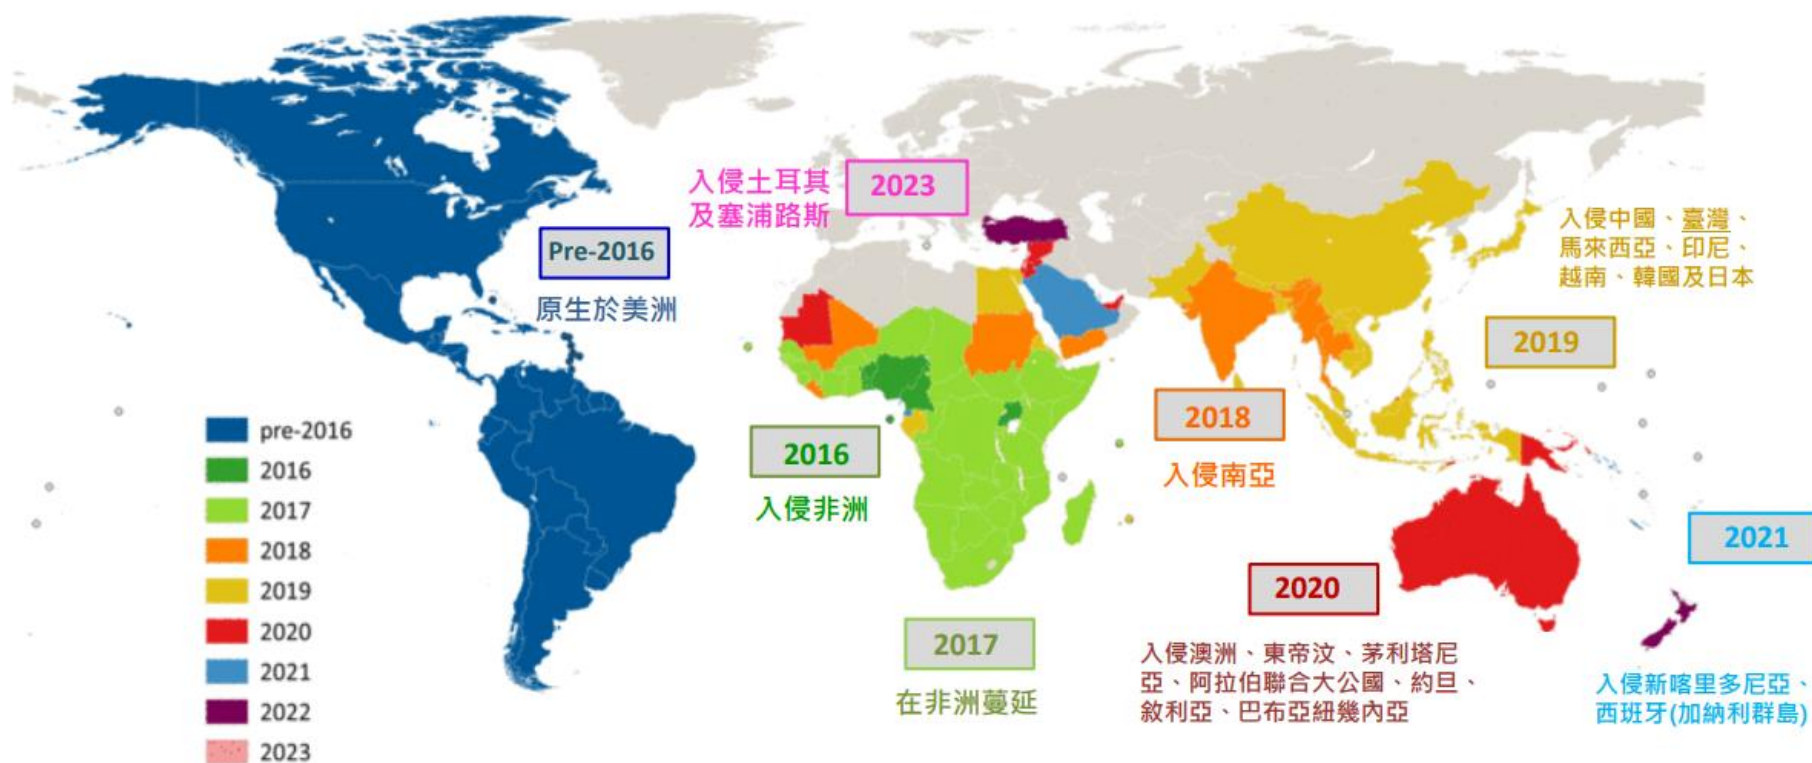 入侵土耳其
及塞浦路斯
2023
Pre-2016
原生於美洲
入侵中國、臺灣、
馬來西亞、印尼、
越南、韓國及日本
2019
2018
入侵南亞
2016
入侵非洲
2017
在非洲蔓延
2020
入侵澳洲、東帝汶、茅利塔尼
亞、阿拉伯聯合大公國、約旦、
敘利亞、巴布亞紐幾內亞
2021
入侵新喀里多尼亞、
西班牙(加納利群島)
pre-2016
2016
2017
2018
2019
2020
2021
2022
2023